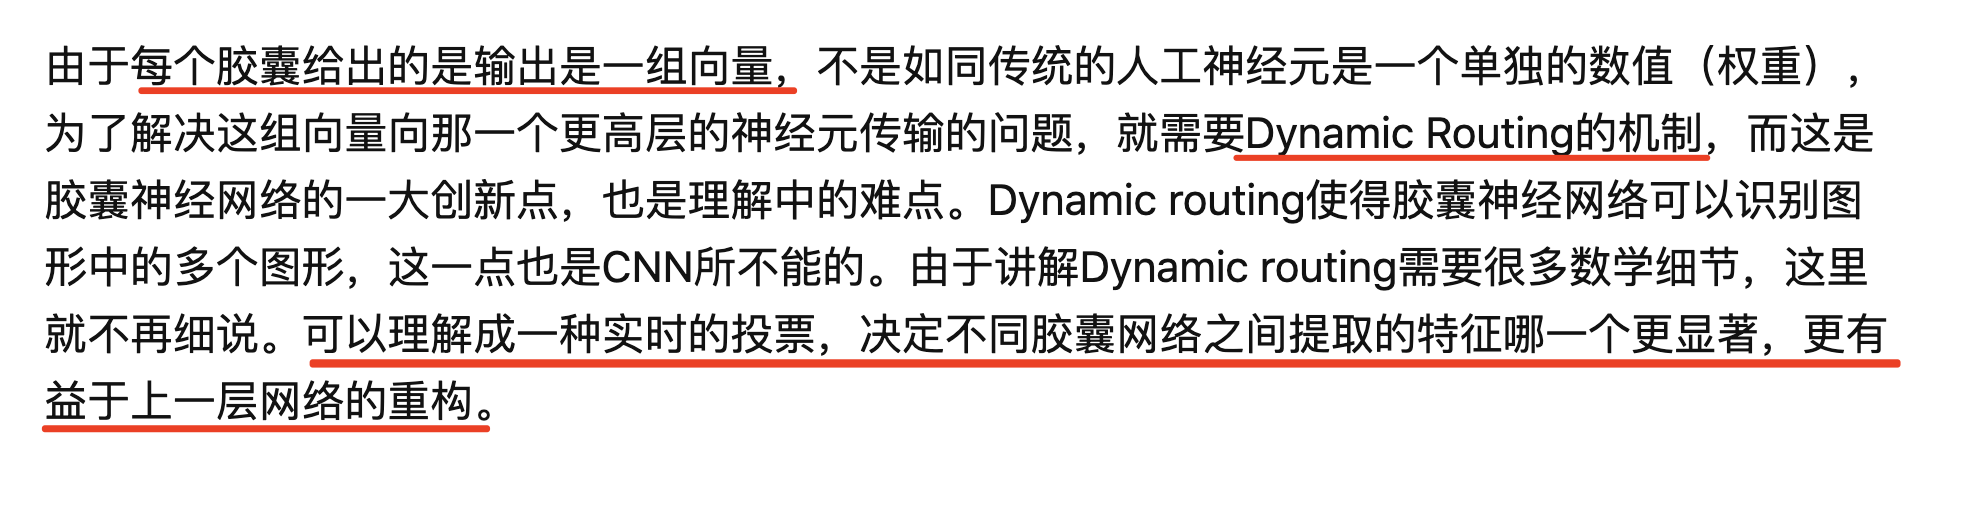 由于每个胶囊给出的是输出是一组向量，不是如同传统的人工神经元是一个单独的数值（权重），
为了解决这组向量向那一个更高层的神经元传输的问题，就需要Dynamic Routing的机制，而这是
胶囊神经网络的一大创新点，也是理解中的难点。Dynamic routing使得胶囊神经网络可以识别图
形中的多个图形，这一点也是CNN所不能的。由于讲解Dynamic routing需要很多数学细节，这里
就不再细说。可以理解成一种实时的投票，决定不同胶囊网络之间提取的特征哪一个更显著，更有
益于上一层网络的重构。